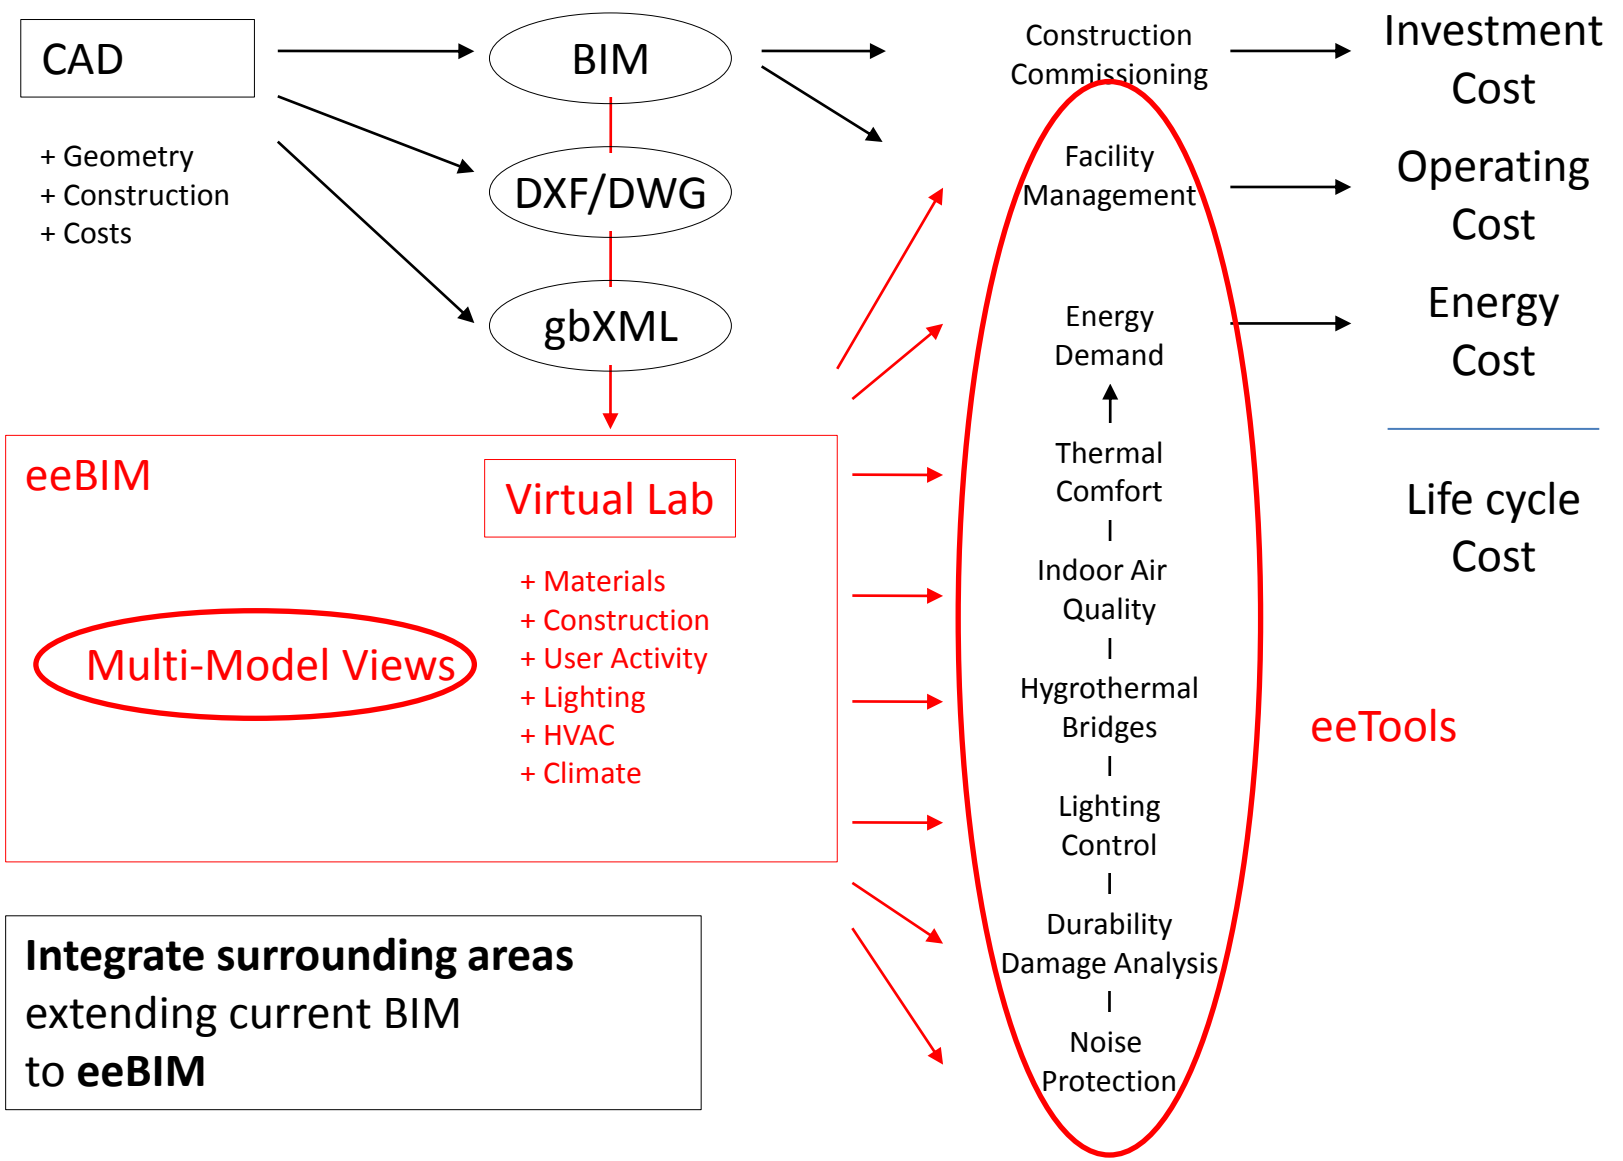 CAD
+ Geometry
+ Construction
+ Costs
BIM
DXF/DWG
gbXML
eeBIM
Virtual Lab
+ Materials
+ Construction
+ User Activity
+ Lighting
+ HVAC
+ Climate
Multi-Model Views
Integrate surrounding areas
extending current BIM
to eeBIM
Construction
Commissioning
Facility
Management
Energy
Demand
Thermal
Comfort
Indoor Air
Quality
Hygrothermal
Bridges
Lighting
Control
Durability
Damage Analysis
Noise
Protection
Investment
Cost
Operating
Cost
Energy
Cost
Life cycle
Cost
eeTools